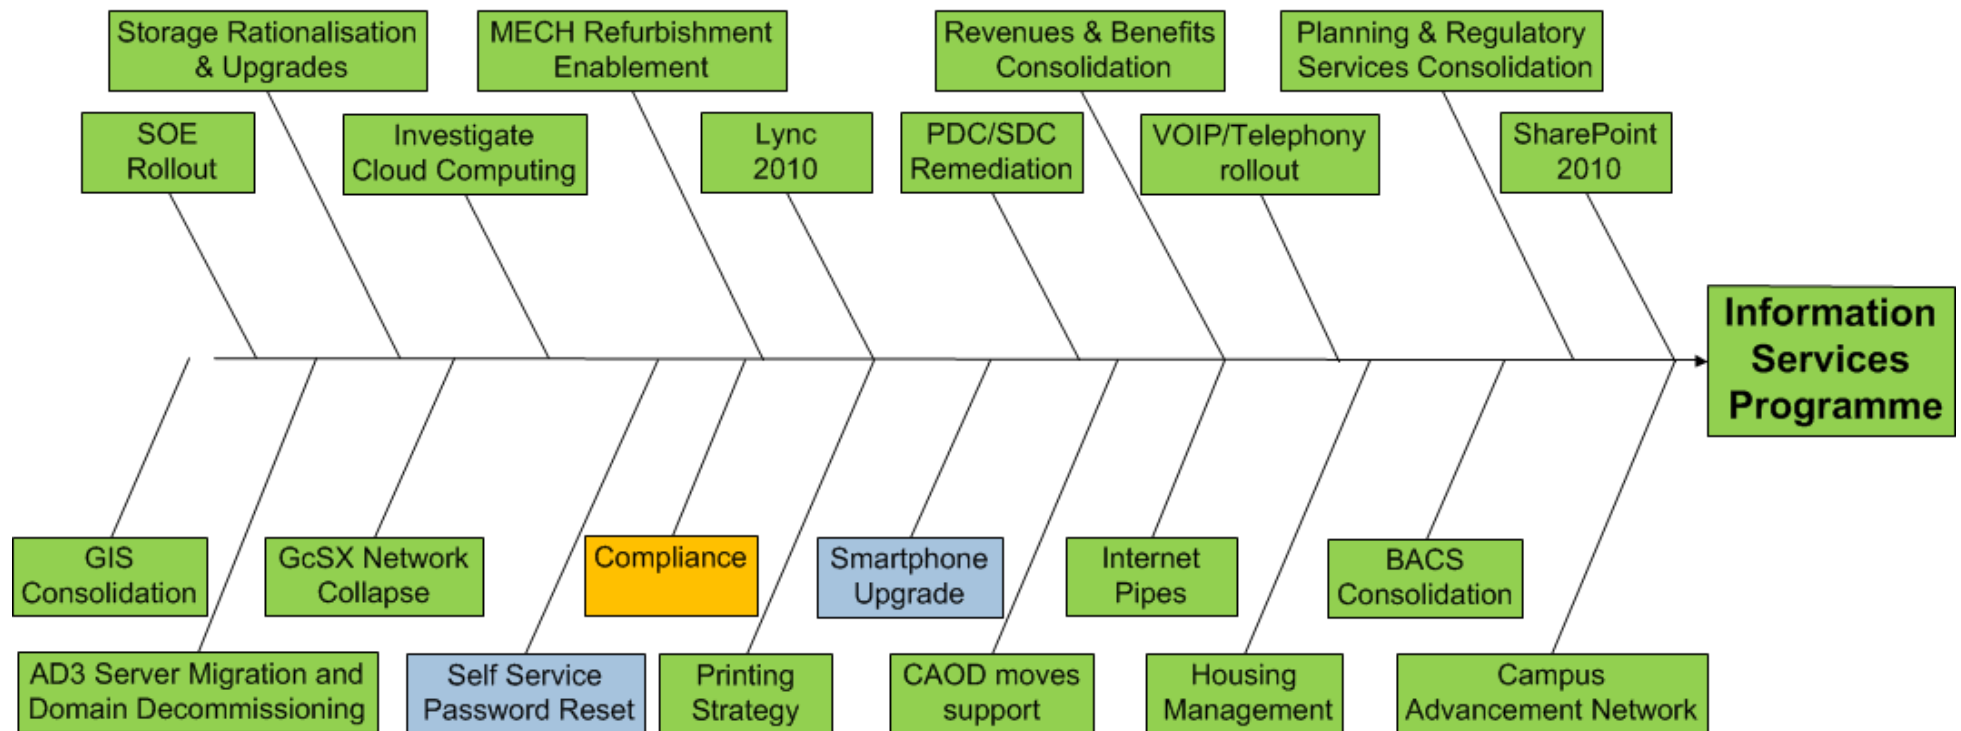 Storage Rationalisation
& Upgrades
MECH Refurbishment
Enablement
Revenues & Benefits
Consolidation
Planning & Regulatory
Services Consolidation
SOE
Rollout
Investigate
Cloud Computing
Lync
2010
PDC/SDC
Remediation
VOIP/Telephony
rollout
SharePoint
2010
Information
Services
Programme
GIS
Consolidation
GcSX Network
Collapse
Compliance
Smartphone
Upgrade
Internet
Pipes
BACS
Consolidation
AD3 Server Migration and
Domain Decommissioning
Self Service
Password Reset
Printing
Strategy
CAOD moves
support
Housing
Management
Campus
Advancement Network